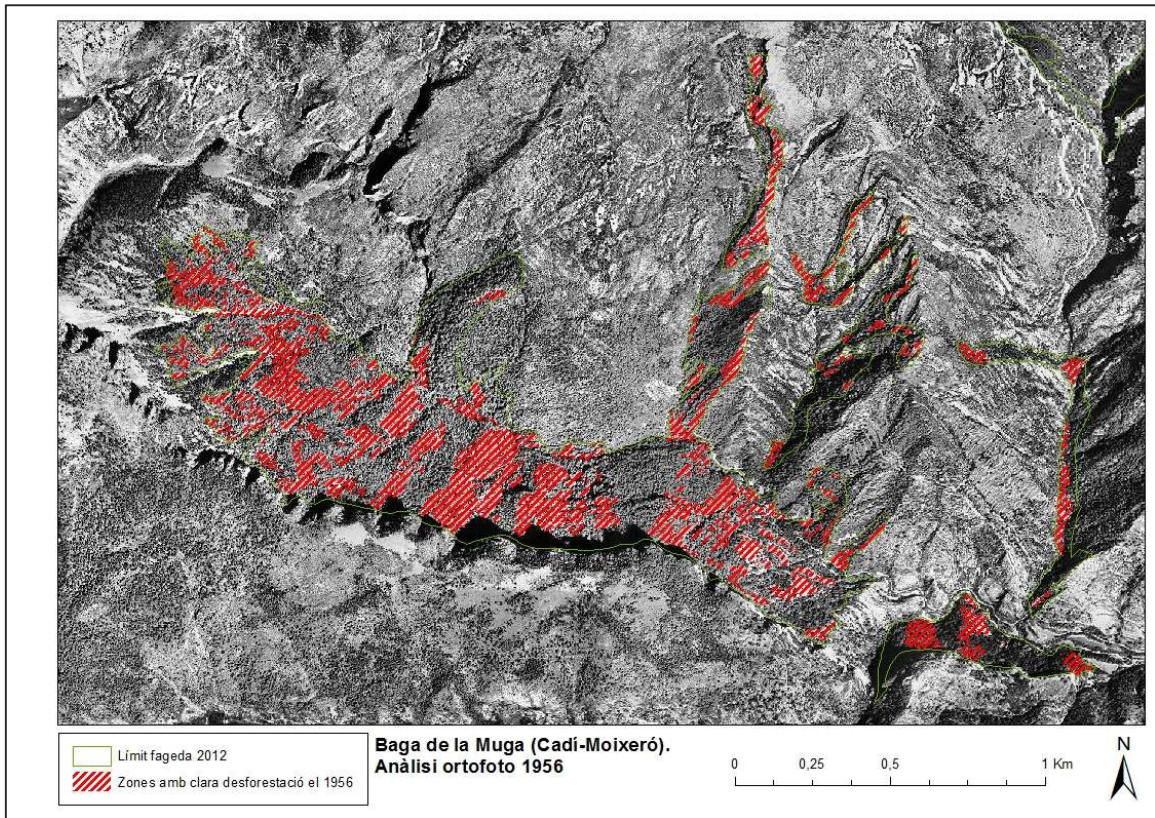 Límit fageda 2012
Zones amb clara desforestació el 1956
Baga de la Muga (Cadí-Moixeró).
Anàlisi ortofoto 1956
0 0,25 0,5 1 Km
N